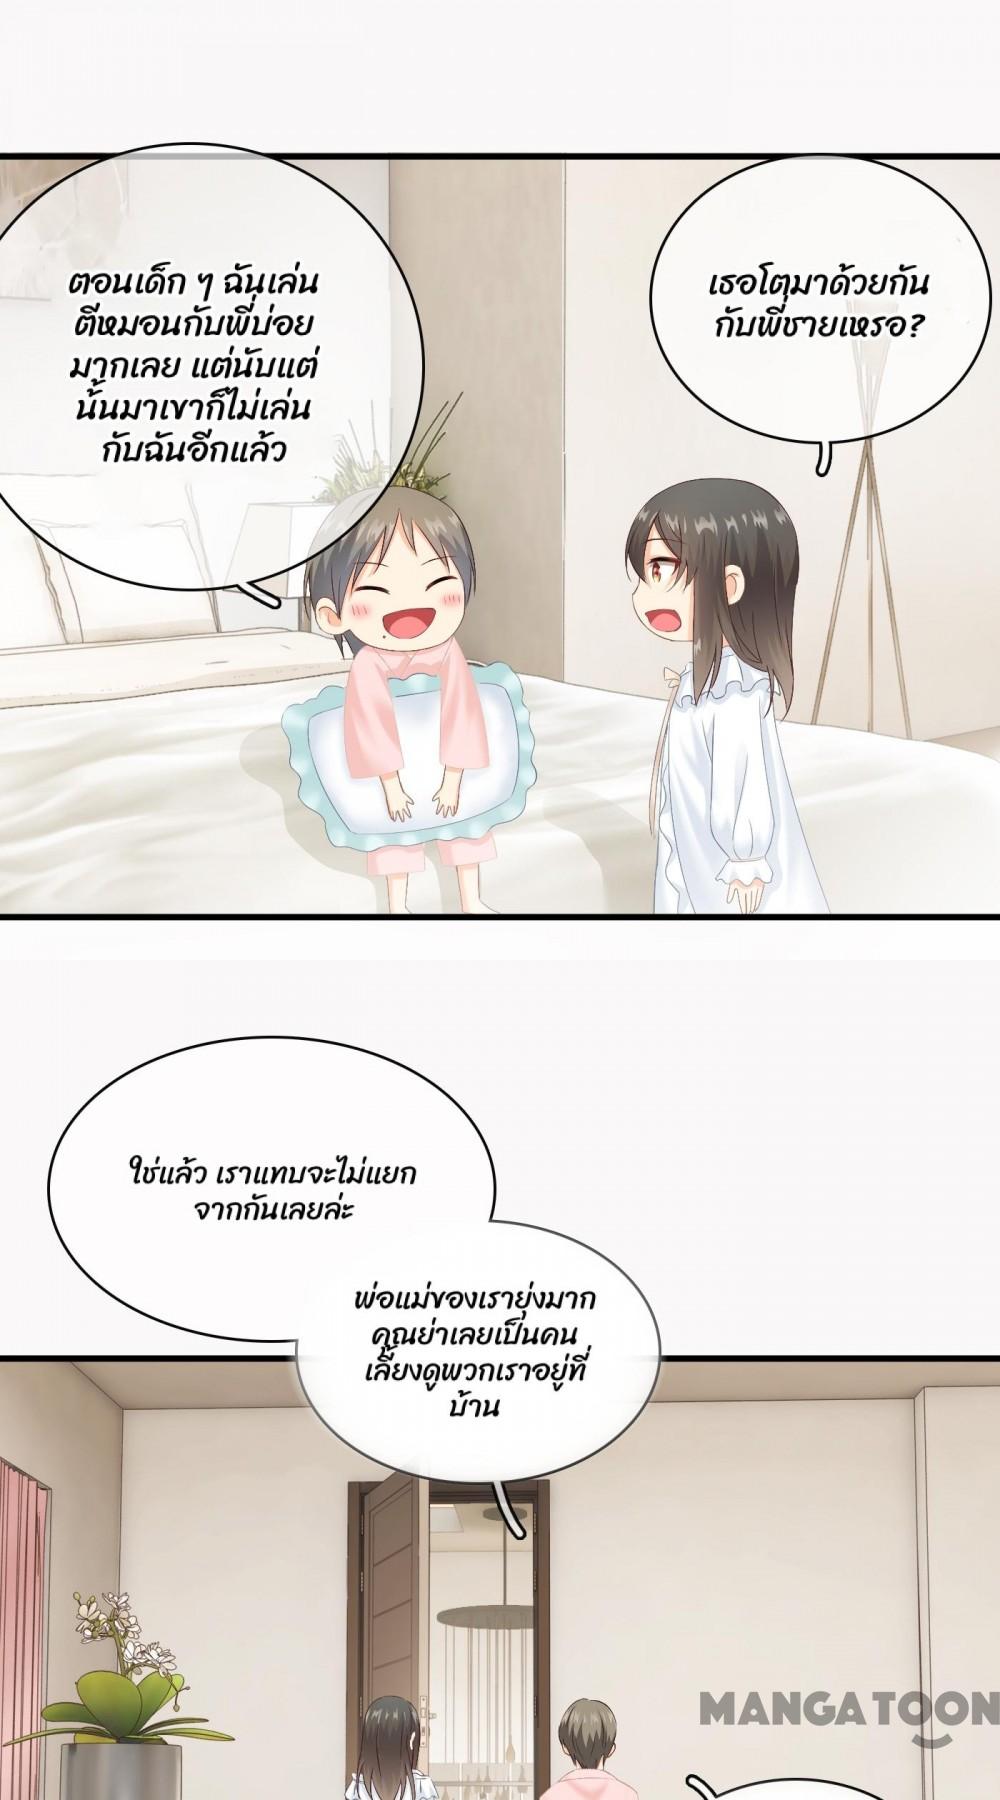 ตอนเด็ก ๆ ฉันเล่น
ตีหมอนกับพี่บ่อย
มากเลย แต่นับแต่
นั้นมาเขาก็ไม่เล่น
กับฉันอีกแล้ว
เธอโตมาด้วยกัน
กับพี่ชายเหรอ?
ใช่แล้ว เราแทบจะไม่แยก
จากกันเลยล่ะ
พ่อแม่ของเรายุ่งมาก
คุณย่าเลยเป็นคน
เลี้ยงดูพวกเราอยู่ที่
บ้าน
MANGATOON